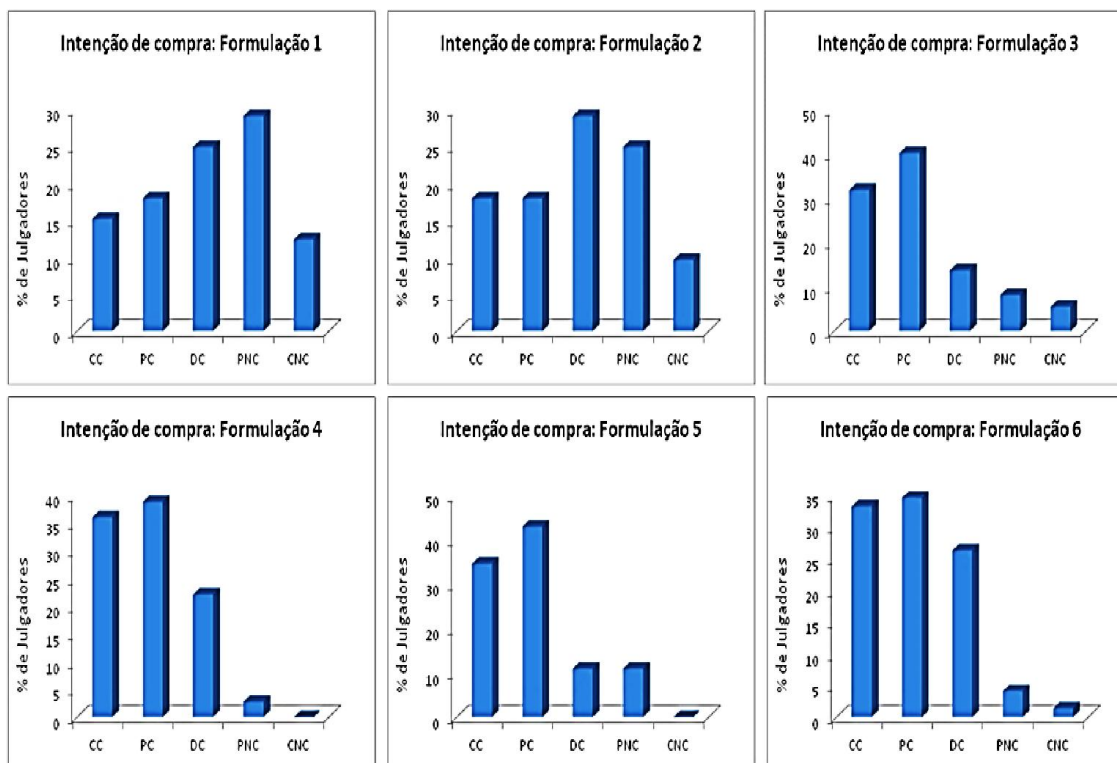 Intenção de compra: Formulação 1
% de Julgadores
30
25
20
15
10
5
0
CC PC DC PNC CNC
Intenção de compra: Formulação 2
% de Julgadores
30
25
20
15
10
5
0
CC PC DC PNC CNC
Intenção de compra: Formulação 3
% de Julgadores
50
40
30
20
10
0
CC PC DC PNC CNC
Intenção de compra: Formulação 4
% de Julgadores
40
35
30
25
20
15
10
5
0
CC PC DC PNC CNC
Intenção de compra: Formulação 5
% de Julgadores
50
40
30
20
10
0
CC PC DC PNC CNC
Intenção de compra: Formulação 6
% de Julgadores
35
30
25
20
15
10
5
0
CC PC DC PNC CNC